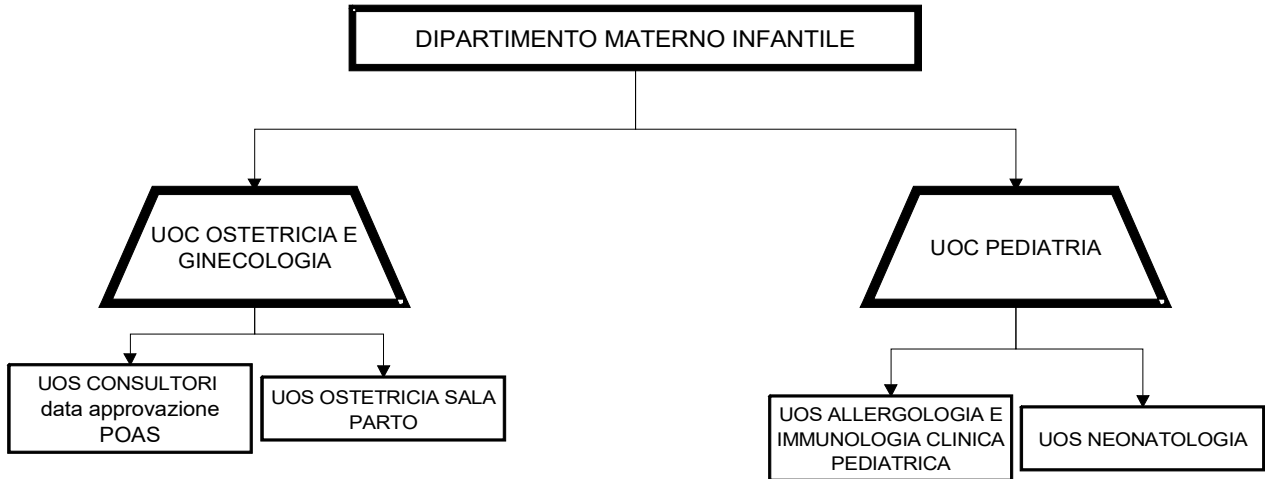 DIPARTIMENTO MATERNO INFANTILE
UOC OSTETRICIA E
GINECOLOGIA
UOC PEDIATRIA
UOS CONSULTORI
data approvazione
POAS
UOS OSTETRICIA SALA
PARTO
UOS ALLERGOLOGIA E
IMMUNOLOGIA CLINICA
PEDIATRICA
UOS NEONATOLOGIA